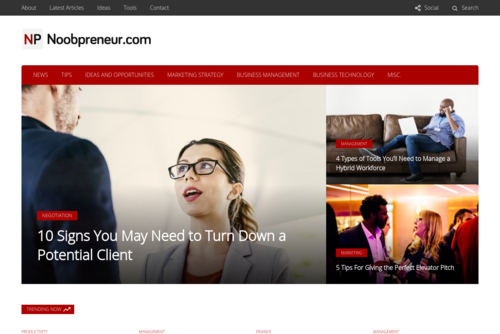 About Latest Articles Ideas Tools Contact Social Search
NP Noobpreneur.com
NEWS TIPS IDEAS AND OPPORTUNITIES MARKETING STRATEGY BUSINESS MANAGEMENT BUSINESS TECHNOLOGY MISC.
NEGOTIATION
10 Signs You May Need to Turn Down a
Potential Client
MANAGEMENT
4 Types of Tools You'll Need to Manage a
Hybrid Workforce
MARKETING
5 Tips For Giving the Perfect Elevator Pitch
TRENDING NOW
PRODUCTIVITY MANAGEMENT FINANCE MANAGEMENT